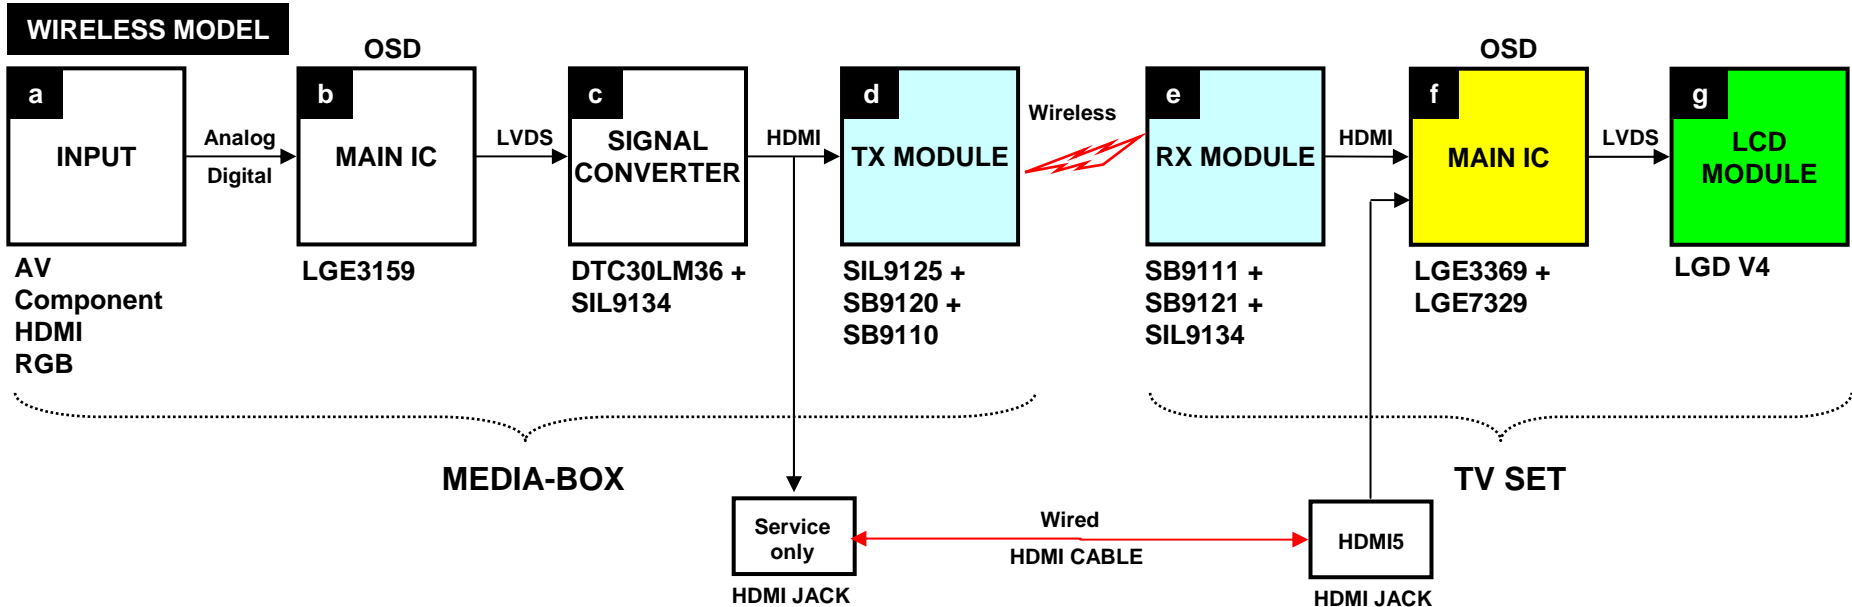 WIRELESS MODEL
OSD
OSD
a
b
c
d
e
f
g
INPUT
Analog
Digital
MAIN IC
LVDS
SIGNAL
CONVERTER
HDMI
TX MODULE
Wireless
RX MODULE
HDMI
MAIN IC
LVDS
LCD
MODULE
AV
Component
HDMI
RGB
LGE3159
DTC30LM36 +
SIL9134
SIL9125 +
SB9120 +
SB9110
SB9111 +
SB9121 +
SIL9134
LGE3369 +
LGE7329
LGD V4
MEDIA-BOX
TV SET
Service
only
HDMI JACK
Wired
HDMI CABLE
HDMI5
HDMI JACK